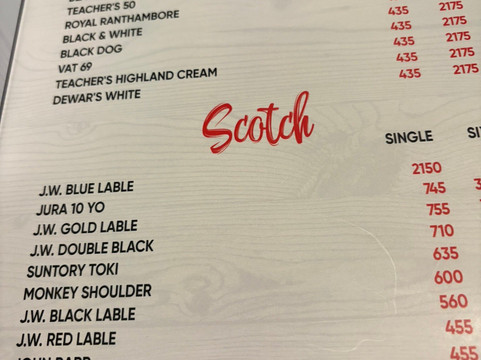 TEACHER'S 50
ROYAL RANTHAMBORE
BLACK & WHITE 435 2175
BLACK DOG 435 2175
VAT 69 435 2175
TEACHER'S HIGHLAND CREAM 435 2175
DEWAR'S WHITE 435 2175
Scotch
SINGLE
J.W. BLUE LABLE 2150
JURA 10 YO 745
J.W. GOLD LABLE 755
J.W. DOUBLE BLACK 710
SUNTORY TOKI 635
MONKEY SHOULDER 600
J.W. BLACK LABLE 560
J.W. RED LABLE 455
455